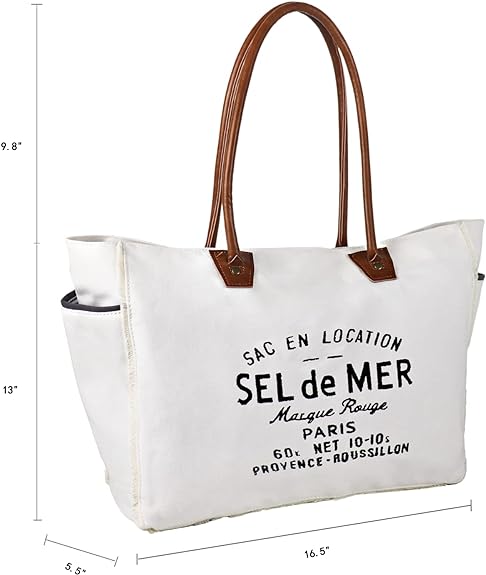 9.8"
13"
SAC EN LOCATION
SEL de MER
Marque Rouge
PARIS
60k NET 10-10s
PROVENCE-ROUSSILLON
5.5"
16.5"